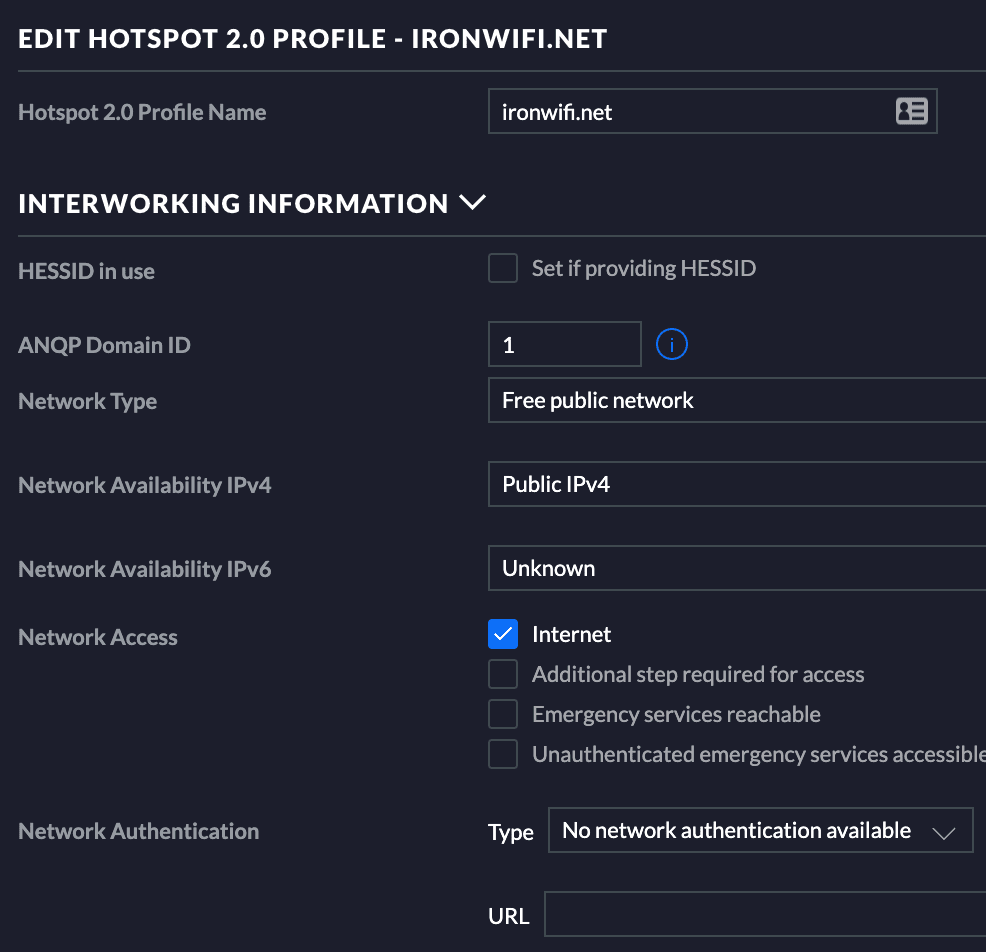 EDIT HOTSPOT 2.0 PROFILE - IRONWIFI.NET
Hotspot 2.0 Profile Name
ironwifi.net
INTERWORKING INFORMATION
HESSID in use
Set if providing HESSID
ANQP Domain ID
1
Network Type
Free public network
Network Availability IPv4
Public IPv4
Network Availability IPv6
Unknown
Network Access
Internet
Additional step required for access
Emergency services reachable
Unauthenticated emergency services accessible
Network Authentication
Type
No network authentication available
URL